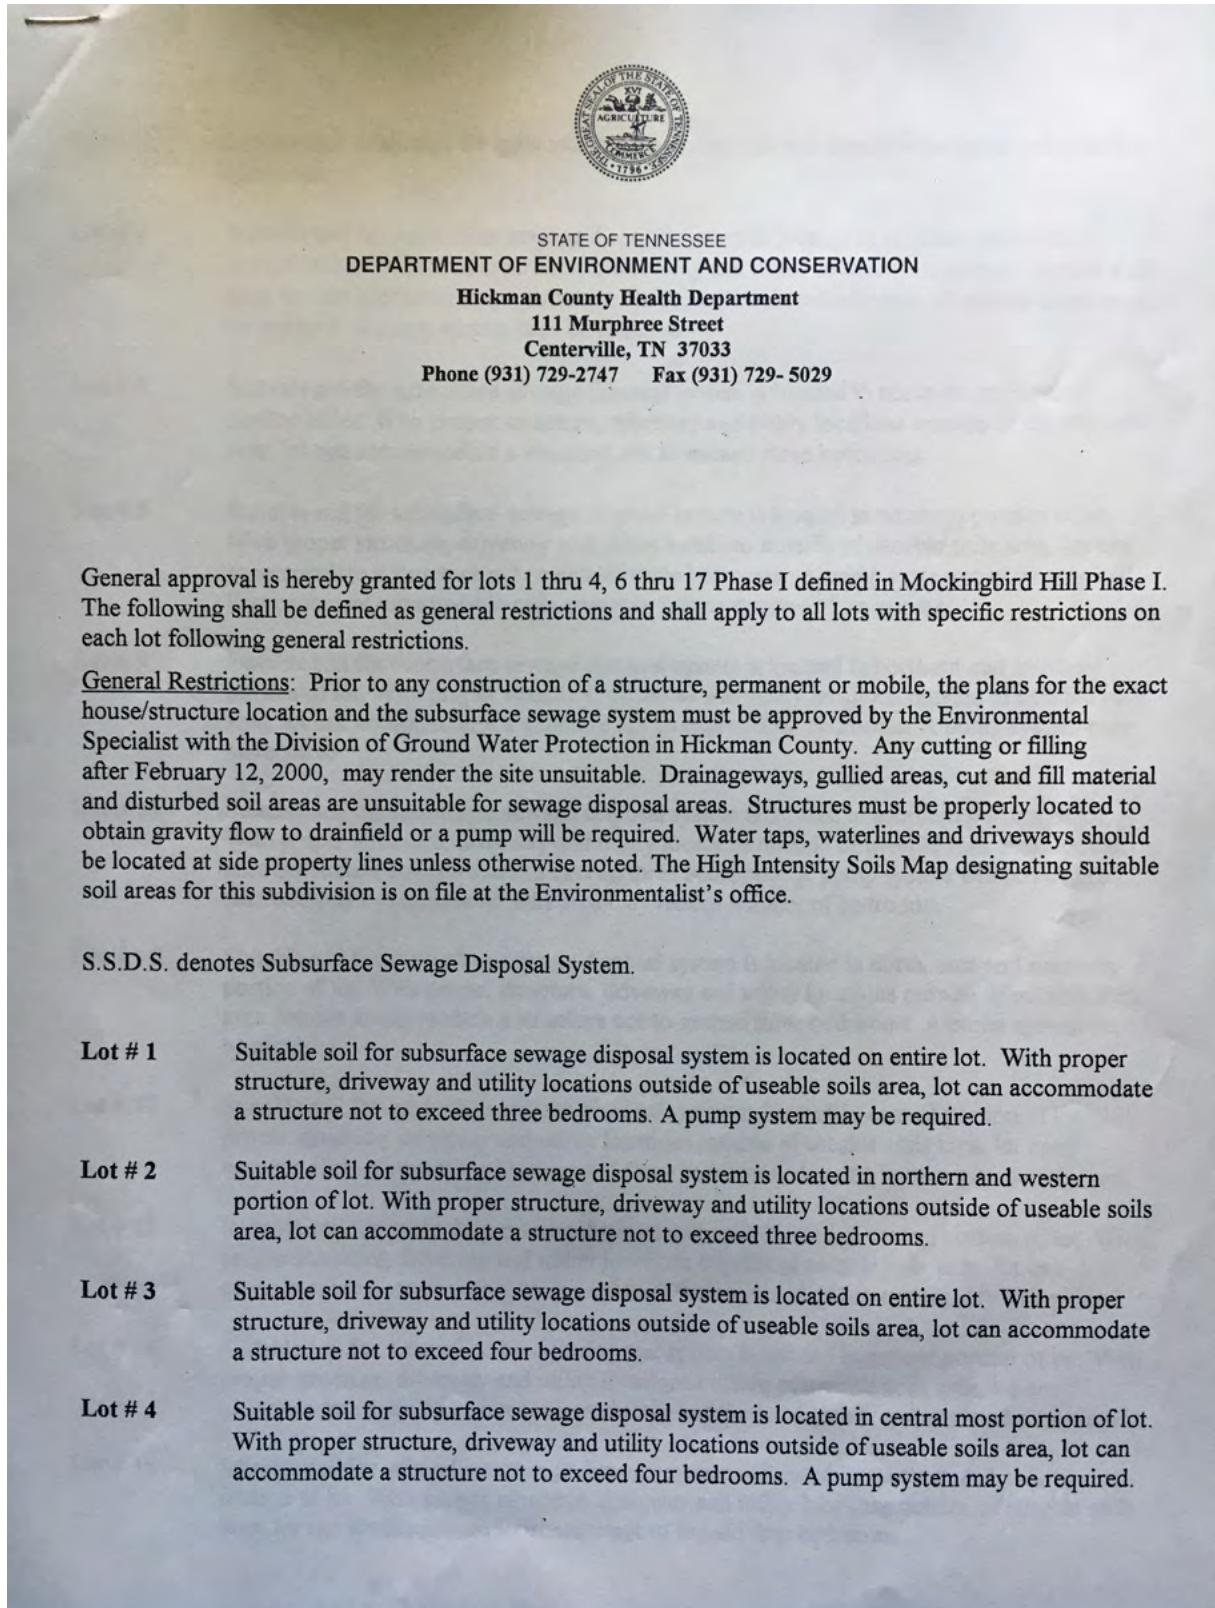 THE GREAT SEAL OF THE STATE OF TENNESSEE
XVI
AGRICULTURE
COMMERCE
1796
STATE OF TENNESSEE
DEPARTMENT OF ENVIRONMENT AND CONSERVATION
Hickman County Health Department
111 Murphree Street
Centerville, TN 37033
Phone (931) 729-2747 Fax (931) 729- 5029
General approval is hereby granted for lots 1 thru 4, 6 thru 17 Phase I defined in Mockingbird Hill Phase I.
The following shall be defined as general restrictions and shall apply to all lots with specific restrictions on
each lot following general restrictions.
General Restrictions: Prior to any construction of a structure, permanent or mobile, the plans for the exact
house/structure location and the subsurface sewage system must be approved by the Environmental
Specialist with the Division of Ground Water Protection in Hickman County. Any cutting or filling
after February 12, 2000, may render the site unsuitable. Drainageways, gullied areas, cut and fill material
and disturbed soil areas are unsuitable for sewage disposal areas. Structures must be properly located to
obtain gravity flow to drainfield or a pump will be required. Water taps, waterlines and driveways should
be located at side property lines unless otherwise noted. The High Intensity Soils Map designating suitable
soil areas for this subdivision is on file at the Environmentalist's office.
S.S.D.S. denotes Subsurface Sewage Disposal System.
Lot # 1 Suitable soil for subsurface sewage disposal system is located on entire lot. With proper
structure, driveway and utility locations outside of useable soils area, lot can accommodate
a structure not to exceed three bedrooms. A pump system may be required.
Lot # 2 Suitable soil for subsurface sewage disposal system is located in northern and western
portion of lot. With proper structure, driveway and utility locations outside of useable soils
area, lot can accommodate a structure not to exceed three bedrooms.
Lot # 3 Suitable soil for subsurface sewage disposal system is located on entire lot. With proper
structure, driveway and utility locations outside of useable soils area, lot can accommodate
a structure not to exceed four bedrooms.
Lot # 4 Suitable soil for subsurface sewage disposal system is located in central most portion of lot.
With proper structure, driveway and utility locations outside of useable soils area, lot can
accommodate a structure not to exceed four bedrooms. A pump system may be required.